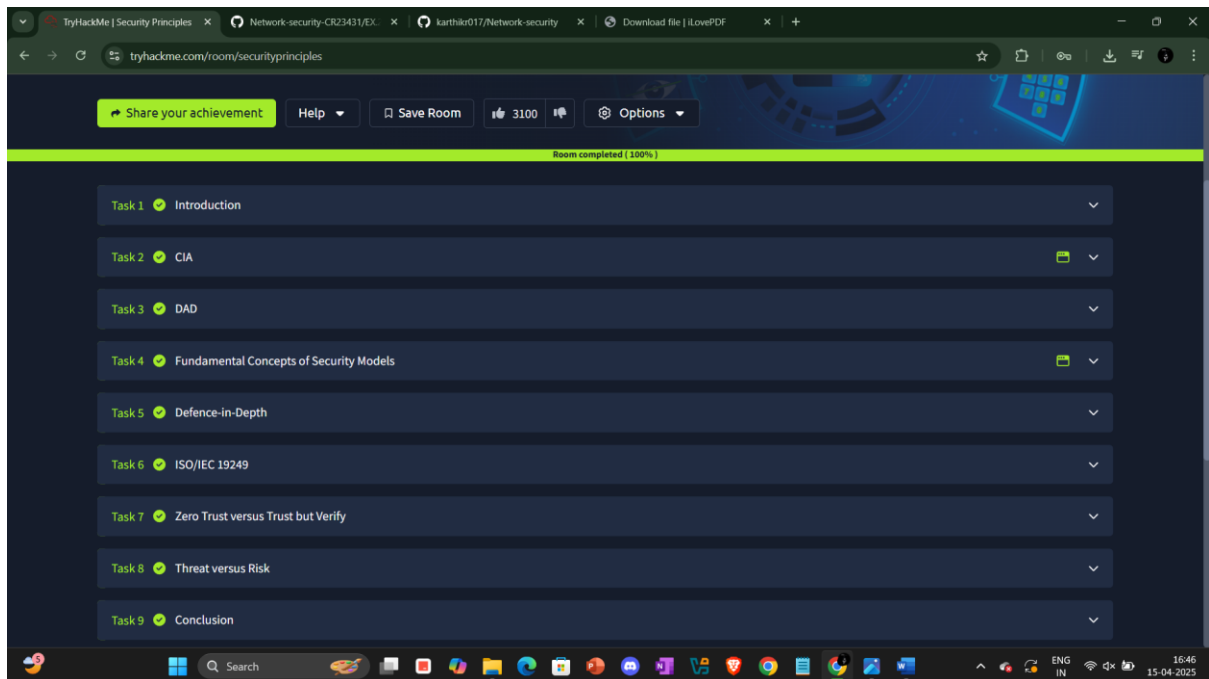 TryHackMe | Security Principles
Network-security-CR23431/EX.
karthikr017/Network-security
Download file | iLovePDF
tryhackme.com/room/securityprinciples
Share your achievement
Help
Save Room
3100
Options
Room completed ( 100% )
Task 1 Introduction
Task 2 CIA
Task 3 DAD
Task 4 Fundamental Concepts of Security Models
Task 5 Defence-in-Depth
Task 6 ISO/IEC 19249
Task 7 Zero Trust versus Trust but Verify
Task 8 Threat versus Risk
Task 9 Conclusion
5
Search
ENG
IN
16:46
15-04-2025